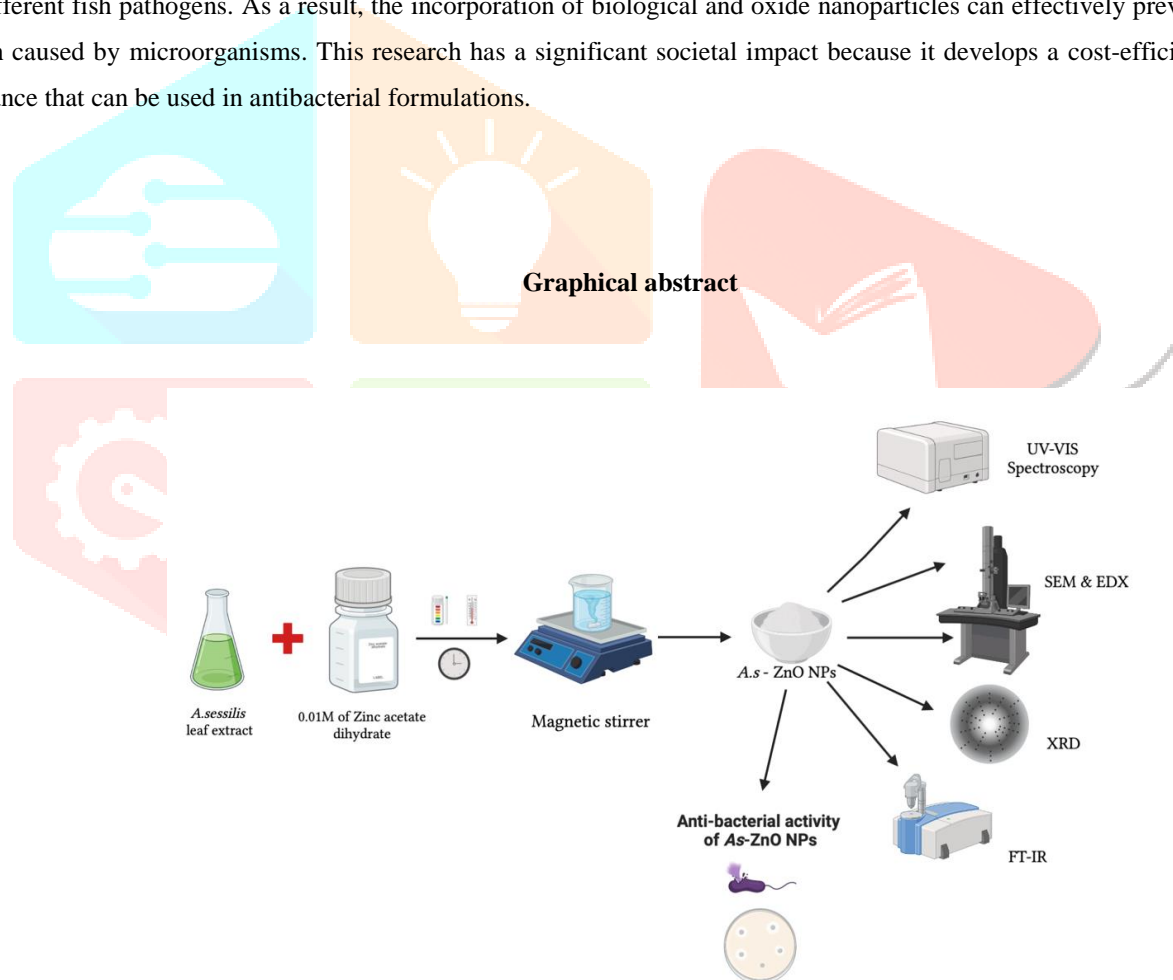 fferent fish pathogens. As a result, the incorporation of biological and oxide nanoparticles can effectively prev
caused by microorganisms. This research has a significant societal impact because it develops a cost-effici
ance that can be used in antibacterial formulations.
Graphical abstract
UV-VIS
Spectroscopy
SEM & EDX
A.s - ZnO NPs
A.sessilis
leaf extract
0.01M of Zinc acetate
dihydrate
Magnetic stirrer
XRD
Anti-bacterial activity
of As-ZnO NPs
FT-IR